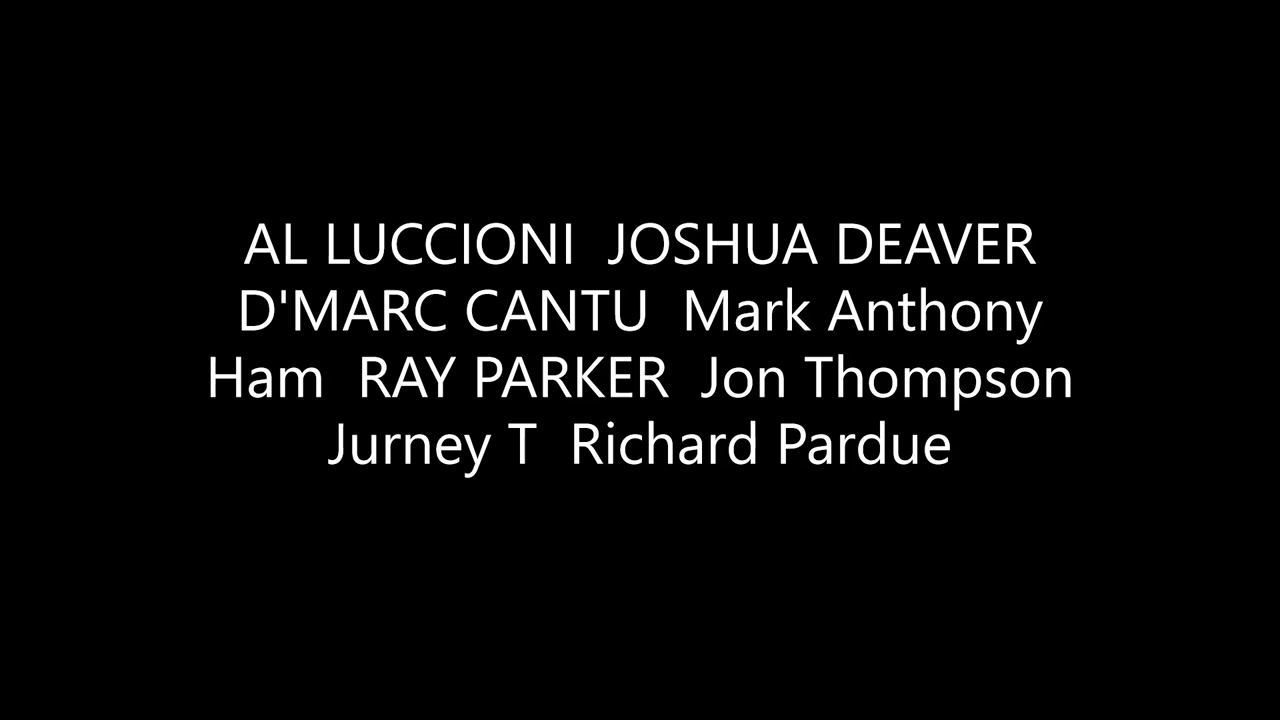 AL LUCCIONI  JOSHUA DEAVER
D'MARC CANTU  Mark Anthony
Ham  RAY PARKER  Jon Thompson
Jurney T  Richard Pardue